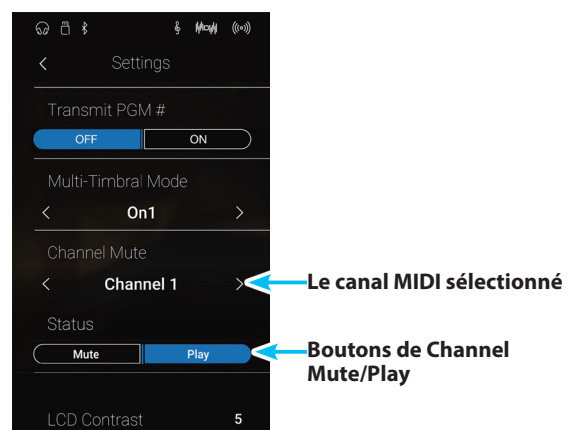 Settings
Transmit PGM #
OFF ON
Multi-Timbral Mode
On1
Channel Mute
Channel 1
Le canal MIDI sélectionné
Status
Mute Play
Boutons de Channel
Mute/Play
LCD Contrast 5